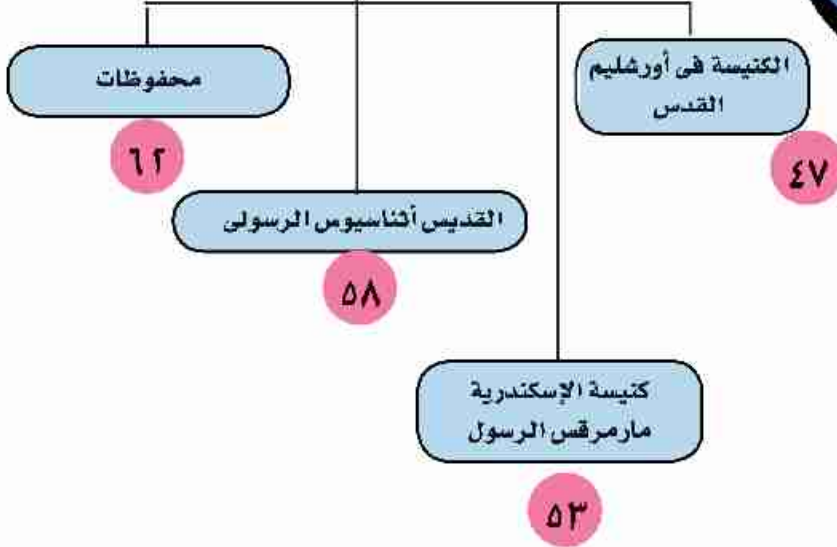 الكنيسة فى أورشليم
القدس
٤٧
كنيسة الإسكندرية
مارمرقس الرسول
٥٣
القديس أثناسيوس الرسولى
٥٨
محفوظات
٦٢